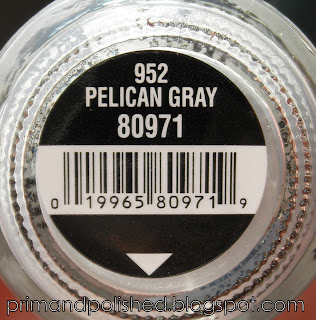 952
PELICAN GRAY
80971
0 19965 80971 9
primandpolished.blogspot.com